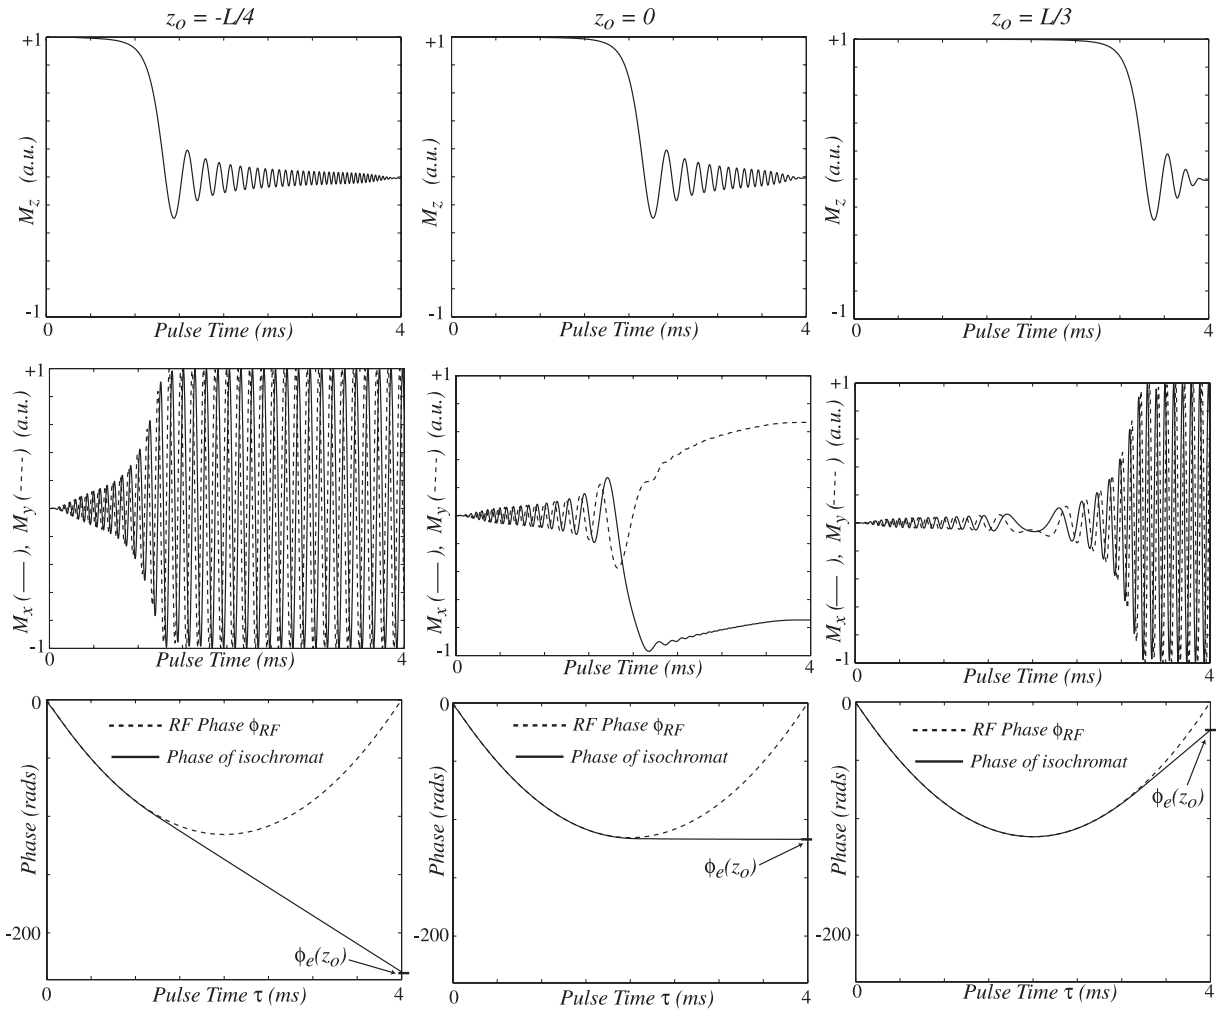 z_o = -L/4
z_o = 0
z_o = L/3
+1
M_z (a.u.)
-1
0
Pulse Time (ms)
4
+1
M_z (a.u.)
-1
0
Pulse Time (ms)
4
+1
M_z (a.u.)
-1
0
Pulse Time (ms)
4
+1
M_x (——), M_y (----) (a.u.)
-1
0
Pulse Time (ms)
4
+1
M_x (——), M_y (----) (a.u.)
-1
0
Pulse Time (ms)
4
+1
M_x (——), M_y (----) (a.u.)
-1
0
Pulse Time (ms)
4
0
RF Phase ϕ_RF
Phase of isochromat
Phase (rads)
-200
ϕ_e(z_o)
0
Pulse Time τ (ms)
4
0
RF Phase ϕ_RF
Phase of isochromat
Phase (rads)
ϕ_e(z_o)
-200
0
Pulse Time τ (ms)
4
0
RF Phase ϕ_RF
Phase of isochromat
ϕ_e(z_o)
Phase (rads)
-200
0
Pulse Time τ (ms)
4